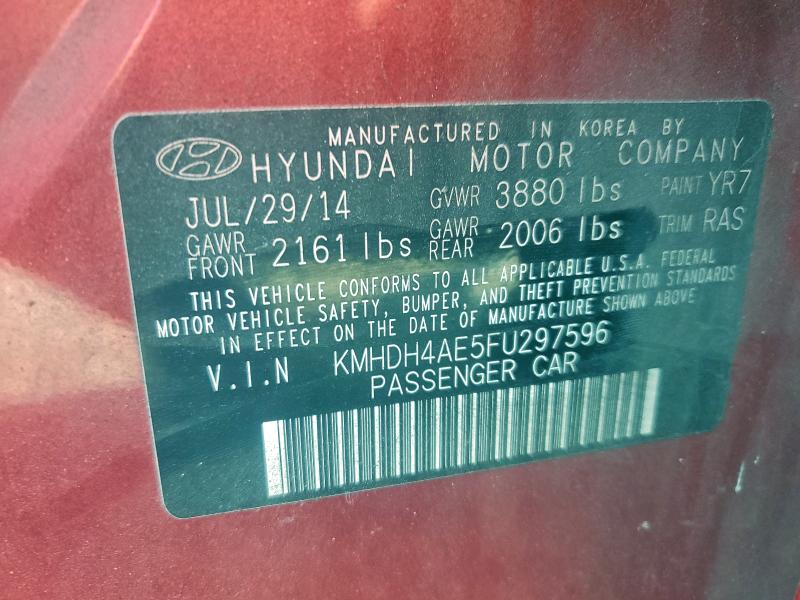 MANUFACTURED IN KOREA BY
HYUNDAI MOTOR COMPANY
JUL/29/14 GVWR 3880 lbs PAINT YR7
GAWR FRONT 2161 lbs GAWR REAR 2006 lbs TRIM RAS
THIS VEHICLE CONFORMS TO ALL APPLICABLE U.S.A. FEDERAL
MOTOR VEHICLE SAFETY, BUMPER, AND THEFT PREVENTION STANDARDS
IN EFFECT ON THE DATE OF MANUFACTURE SHOWN ABOVE
V.I.N KMHDH4AE5FU297596
PASSENGER CAR